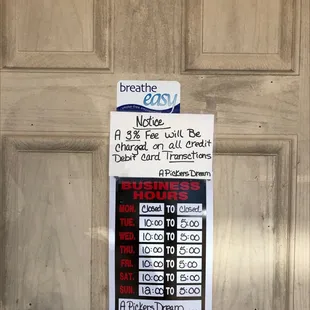 breathe
easy
Notice
A 3% Fee will Be
charged on all credit
Debit card Transctions
A Pickers Dream
BUSINESS
HOURS
MON. Closed TO Closed
TUE. 10:00 TO 5:00
WED. 10:00 TO 5:00
THU. 10:00 TO 5:00
FRI. 10:00 TO 5:00
SAT. 10:00 TO 5:00
SUN. 12:00 TO 5:00
A Pickers Dream